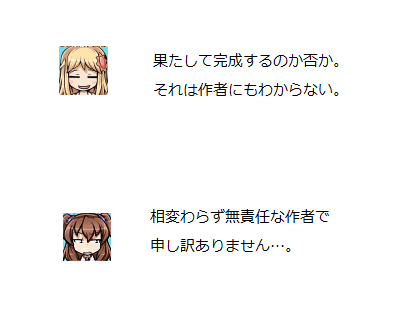 果たして完成するのか否か。
それは作者にもわからない。
相変わらず無責任な作者で
申し訳ありません…。